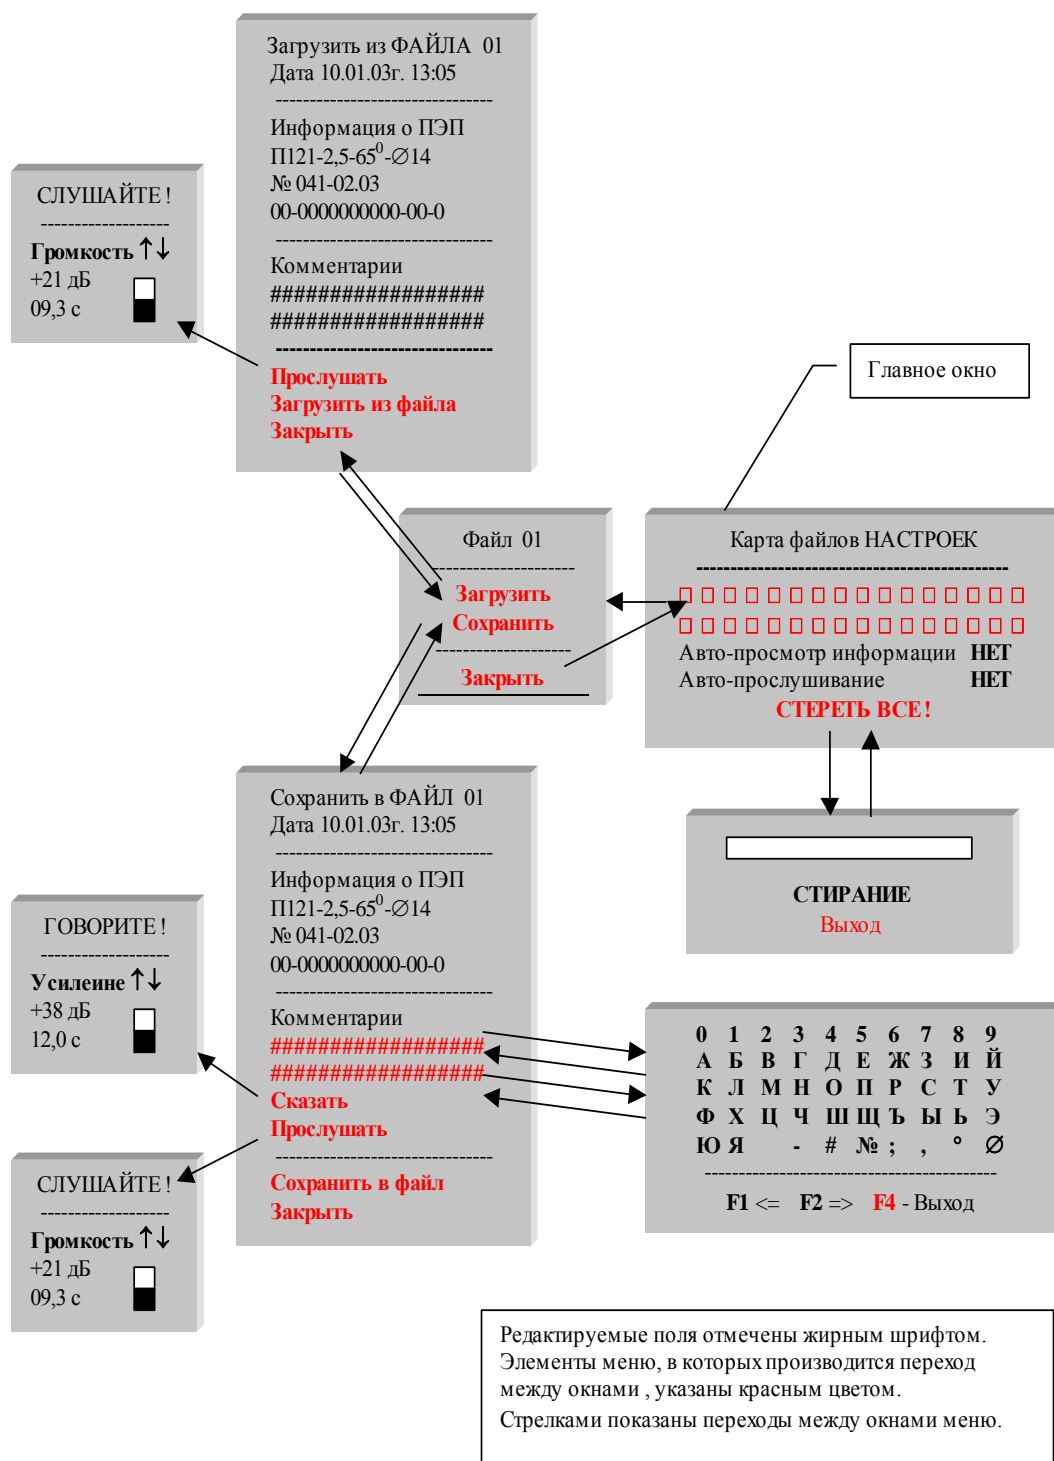 Загрузить из ФАЙЛА 01
Дата 10.01.03г. 13:05
--------------------------------
Информация о ПЭП
П121-2,5-65⁰-∅14
№ 041-02.03
00-0000000000-00-0
--------------------------------
Комментарии
##################
##################
--------------------------------
Прослушать
Загрузить из файла
Закрыть
СЛУШАЙТЕ !
-------------------
Громкость ↑↓
+21 дБ
09,3 с
Главное окно
Файл 01
---------------------
Загрузить
Сохранить
--------------------
Закрыть
Карта файлов НАСТРОЕК
----------------------------------------------
□ □ □ □ □ □ □ □ □ □ □ □ □ □ □ □
□ □ □ □ □ □ □ □ □ □ □ □ □ □ □ □
Авто-просмотр информации НЕТ
Авто-прослушивание НЕТ
СТЕРЕТЬ ВСЕ !
СТИРАНИЕ
Выход
Сохранить в ФАЙЛ 01
Дата 10.01.03г. 13:05
--------------------------------
Информация о ПЭП
П121-2,5-65⁰-∅14
№ 041-02.03
00-0000000000-00-0
--------------------------------
Комментарии
##################
##################
Сказать
Прослушать
--------------------------------
Сохранить в файл
Закрыть
ГОВОРИТЕ !
-------------------
Усилеине ↑↓
+38 дБ
12,0 с
СЛУШАЙТЕ !
-------------------
Громкость ↑↓
+21 дБ
09,3 с
0 1 2 3 4 5 6 7 8 9
А Б В Г Д Е Ж З И Й
К Л М Н О П Р С Т У
Ф Х Ц Ч Ш Щ Ъ Ы Ь Э
Ю Я - # № ; , ° ∅
-------------------------------------------
F1 <= F2 => F4 - Выход
Редактируемые поля отмечены жирным шрифтом.
Элементы меню, в которых производится переход
между окнами , указаны красным цветом.
Стрелками показаны переходы между окнами меню.